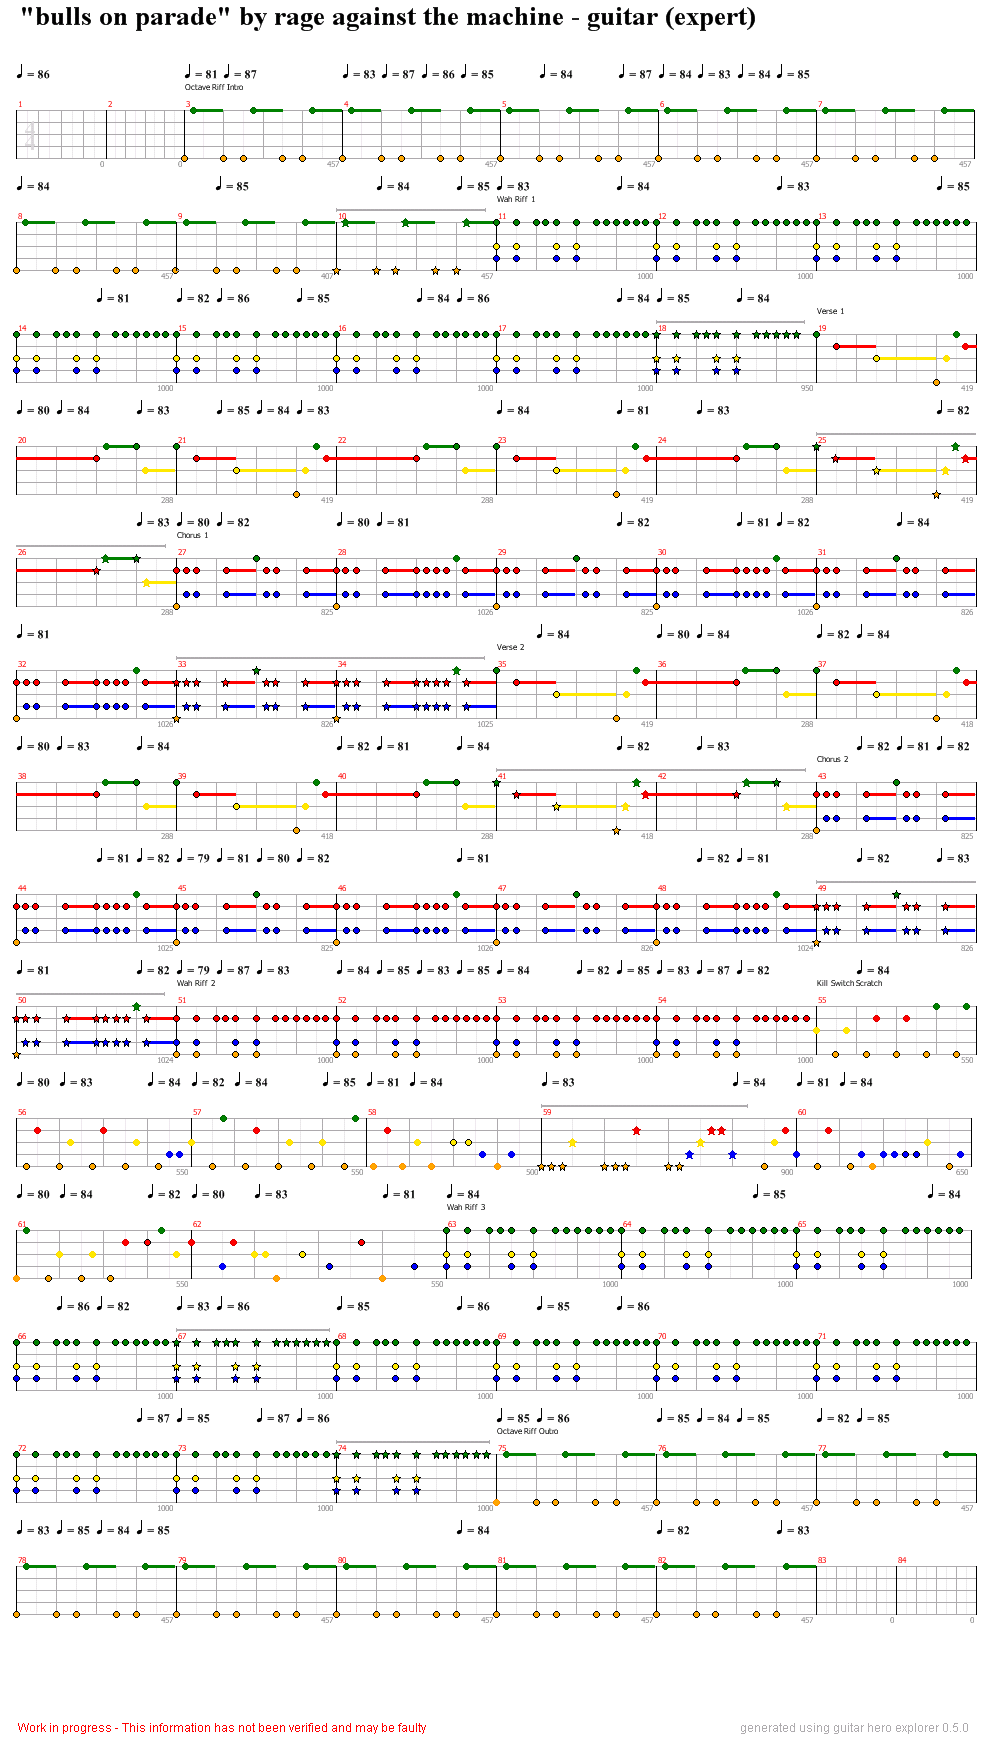 "bulls on parade" by rage against the machine - guitar (expert)
♩ = 86 ♩ = 81 ♩ = 87 ♩ = 83 ♩ = 87 ♩ = 86 ♩ = 85 ♩ = 84 ♩ = 87 ♩ = 84 ♩ = 83 ♩ = 84 ♩ = 85
Octave Riff Intro
1 2 3 4 5 6 7
4
4
0 0 457 457 457 457 457
♩ = 84 ♩ = 85 ♩ = 84 ♩ = 85 ♩ = 83 ♩ = 84 ♩ = 83 ♩ = 85
Wah Riff 1
8 9 10 11 12 13
457 407 457 1000 1000 1000
♩ = 81 ♩ = 82 ♩ = 86 ♩ = 85 ♩ = 84 ♩ = 86 ♩ = 84 ♩ = 85 ♩ = 84
Verse 1
14 15 16 17 18 19
1000 1000 1000 1000 950 419
♩ = 80 ♩ = 84 ♩ = 83 ♩ = 85 ♩ = 84 ♩ = 83 ♩ = 84 ♩ = 81 ♩ = 83 ♩ = 82
20 21 22 23 24 25
288 419 288 419 288 419
♩ = 83 ♩ = 80 ♩ = 82 ♩ = 80 ♩ = 81 ♩ = 82 ♩ = 81 ♩ = 82 ♩ = 84
Chorus 1
26 27 28 29 30 31
288 825 1026 825 1026 826
♩ = 81 ♩ = 84 ♩ = 80 ♩ = 84 ♩ = 82 ♩ = 84
Verse 2
32 33 34 35 36 37
1026 826 1025 419 288 418
♩ = 80 ♩ = 83 ♩ = 84 ♩ = 82 ♩ = 81 ♩ = 84 ♩ = 82 ♩ = 83 ♩ = 82 ♩ = 81 ♩ = 82
Chorus 2
38 39 40 41 42 43
288 418 288 418 288 825
♩ = 81 ♩ = 82 ♩ = 79 ♩ = 81 ♩ = 80 ♩ = 82 ♩ = 81 ♩ = 82 ♩ = 81 ♩ = 82 ♩ = 83
44 45 46 47 48 49
1025 825 1026 826 1024 826
♩ = 81 ♩ = 82 ♩ = 79 ♩ = 87 ♩ = 83 ♩ = 84 ♩ = 85 ♩ = 83 ♩ = 85 ♩ = 84 ♩ = 82 ♩ = 85 ♩ = 83 ♩ = 87 ♩ = 82 ♩ = 84
Wah Riff 2 Kill Switch Scratch
50 51 52 53 54 55
1024 1000 1000 1000 1000 550
♩ = 80 ♩ = 83 ♩ = 84 ♩ = 82 ♩ = 84 ♩ = 85 ♩ = 81 ♩ = 84 ♩ = 83 ♩ = 84 ♩ = 81 ♩ = 84
56 57 58 59 60
550 550 500 900 650
♩ = 80 ♩ = 84 ♩ = 82 ♩ = 80 ♩ = 83 ♩ = 81 ♩ = 84 ♩ = 85 ♩ = 84
Wah Riff 3
61 62 63 64 65
550 550 1000 1000 1000
♩ = 86 ♩ = 82 ♩ = 83 ♩ = 86 ♩ = 85 ♩ = 86 ♩ = 85 ♩ = 86
66 67 68 69 70 71
1000 1000 1000 1000 1000 1000
♩ = 87 ♩ = 85 ♩ = 87 ♩ = 86 ♩ = 85 ♩ = 86 ♩ = 85 ♩ = 84 ♩ = 85 ♩ = 82 ♩ = 85
Octave Riff Outro
72 73 74 75 76 77
1000 1000 1000 457 457 457
♩ = 83 ♩ = 85 ♩ = 84 ♩ = 85 ♩ = 84 ♩ = 82 ♩ = 83
78 79 80 81 82 83 84
457 457 457 457 457 0 0
Work in progress - This information has not been verified and may be faulty
generated using guitar hero explorer 0.5.0